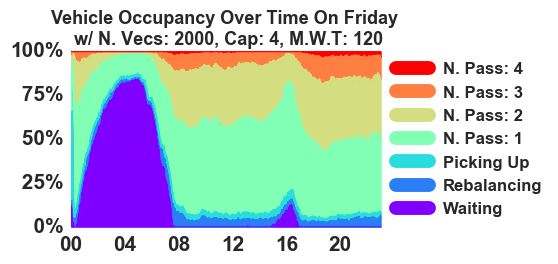 Vehicle Occupancy Over Time On Friday
w/ N. Vecs: 2000, Cap: 4, M.W.T: 120
100%
75%
50%
25%
0%
00 04 08 12 16 20
N. Pass: 4
N. Pass: 3
N. Pass: 2
N. Pass: 1
Picking Up
Rebalancing
Waiting